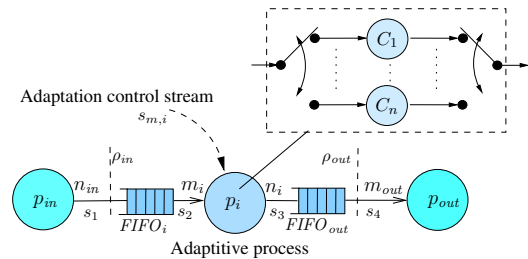 C_1
C_n
Adaptation control stream
s_{m,i}
ρ_{in}
ρ_{out}
p_{in}
n_{in}
s_1
FIFO_i
m_i
s_2
p_i
n_i
s_3
FIFO_{out}
m_{out}
s_4
p_{out}
Adaptitive process